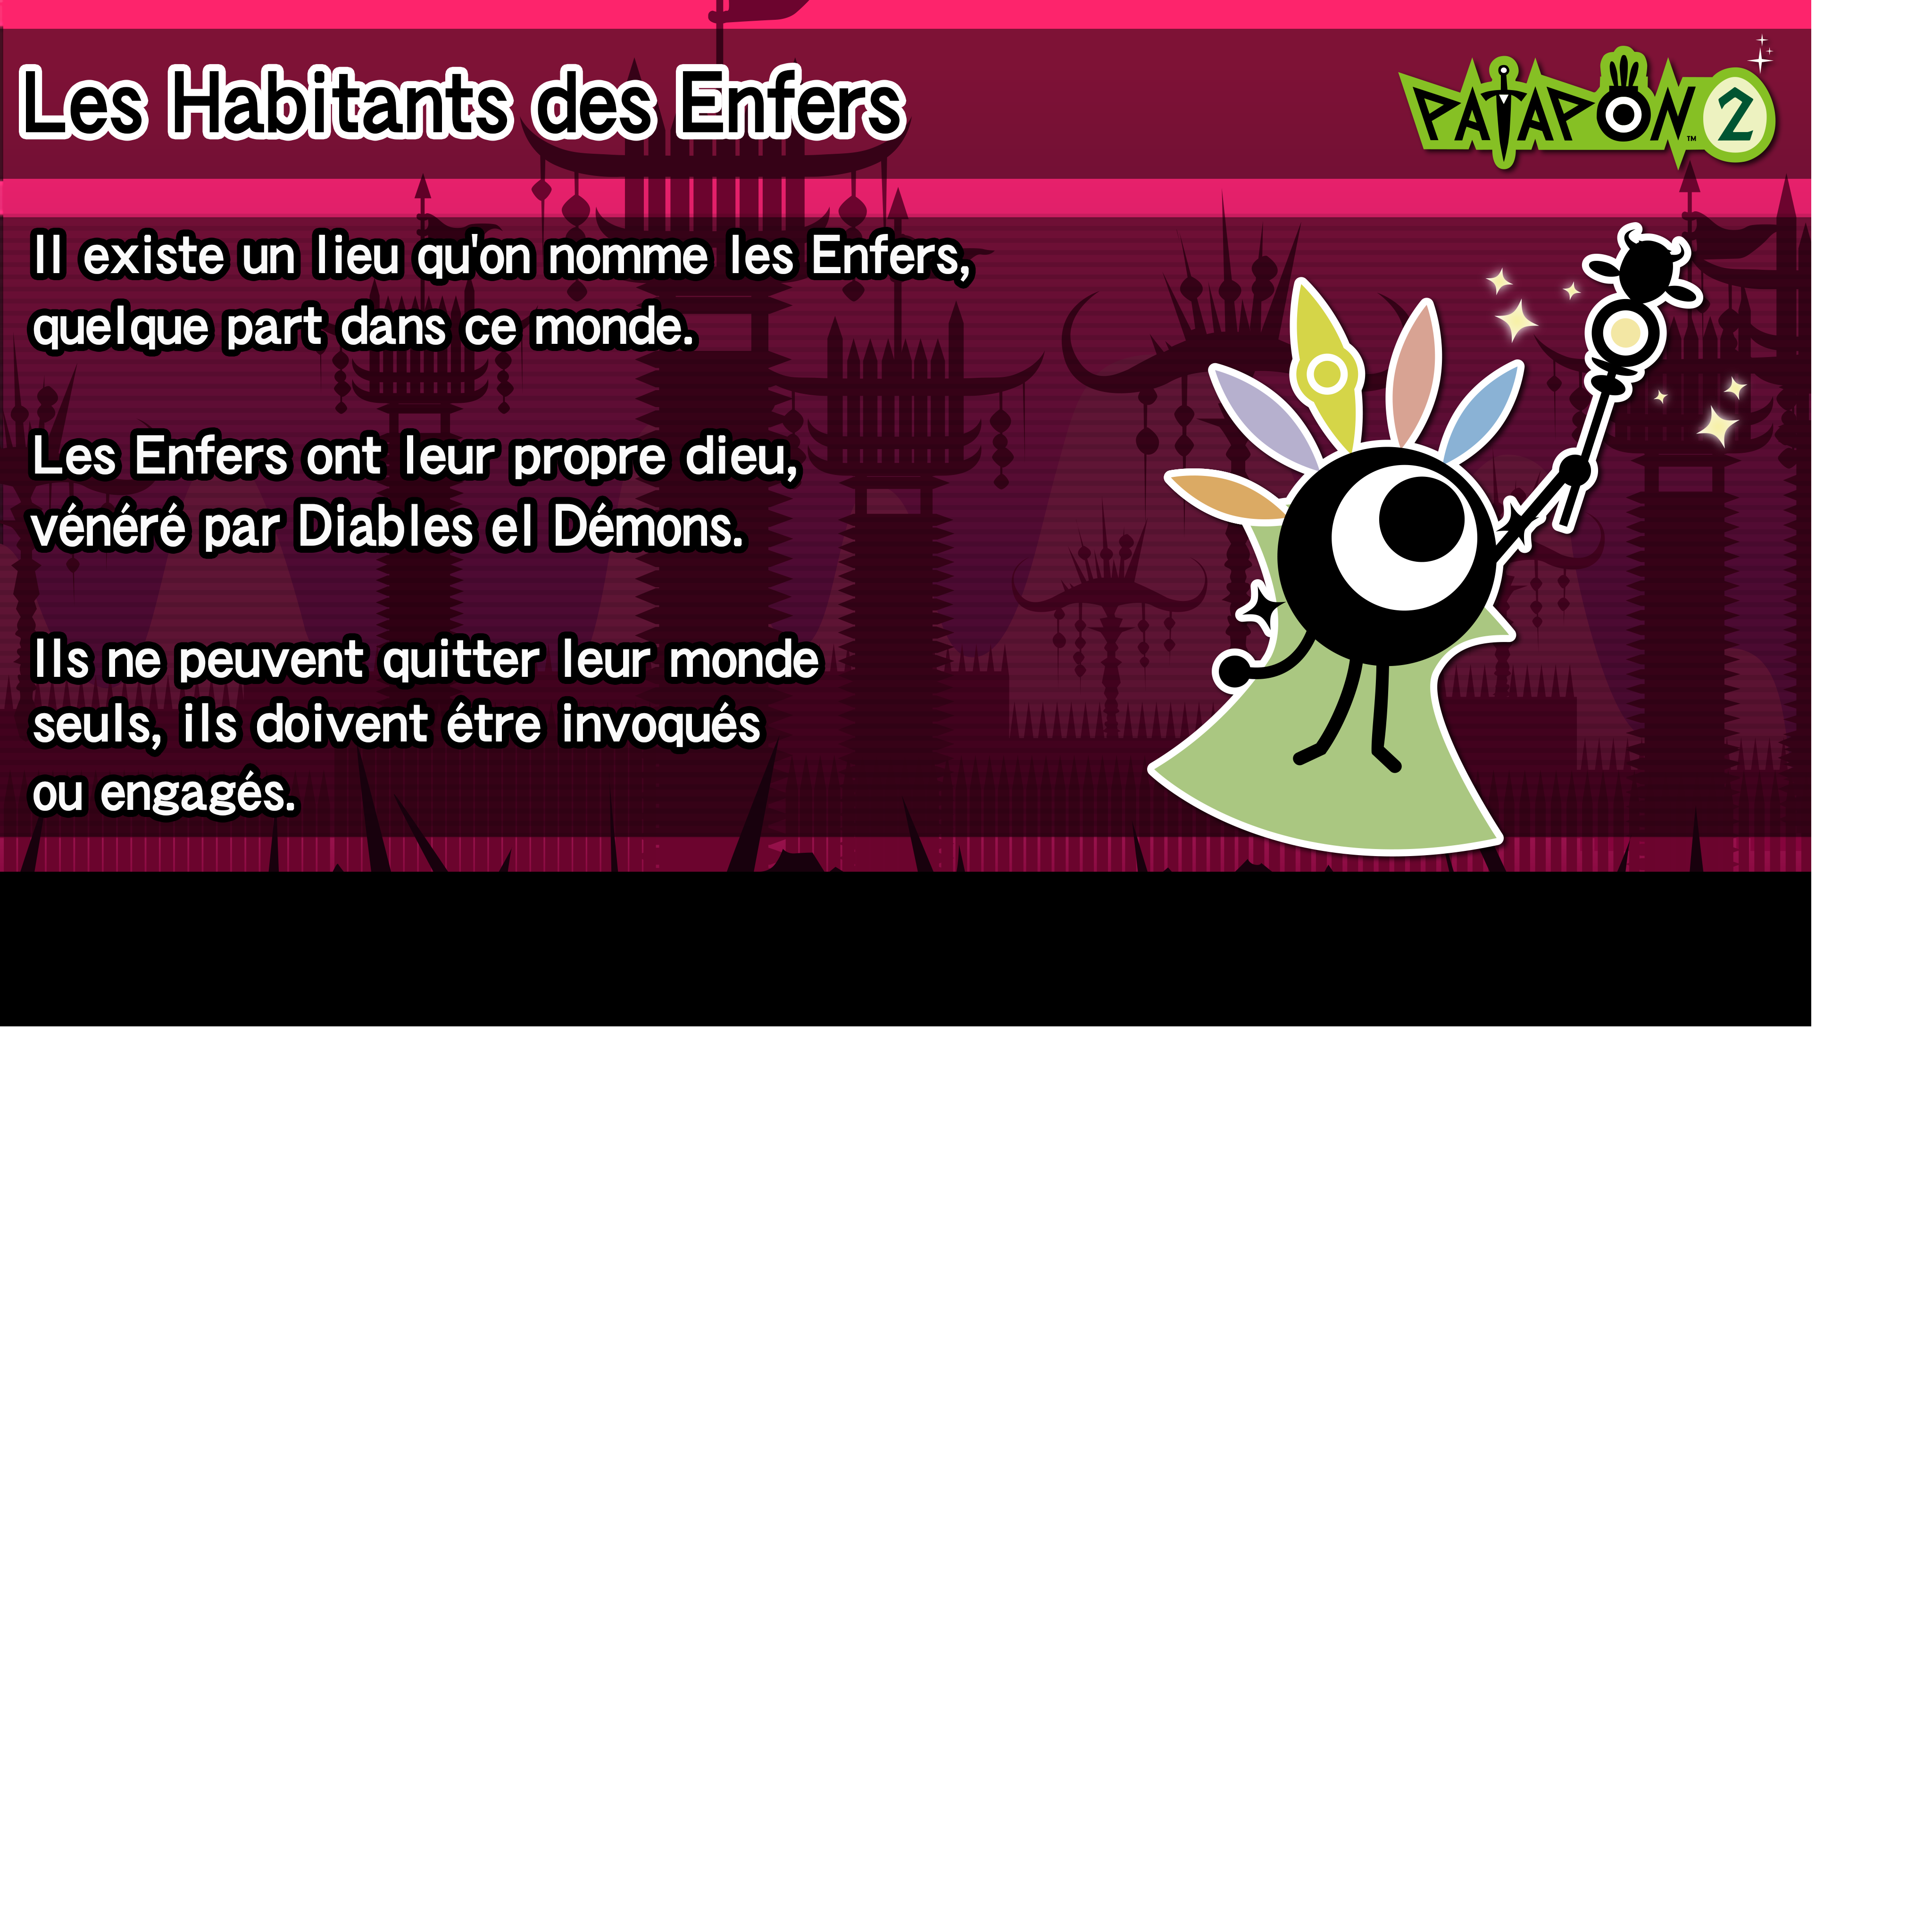 Les Habitants des Enfers
PATAPON™ 2
Il existe un lieu qu'on nomme les Enfers,
quelque part dans ce monde.
Les Enfers ont leur propre dieu,
vénéré par Diables el Démons.
Ils ne peuvent quitter leur monde
seuls, ils doivent étre invoqués
ou engagés.